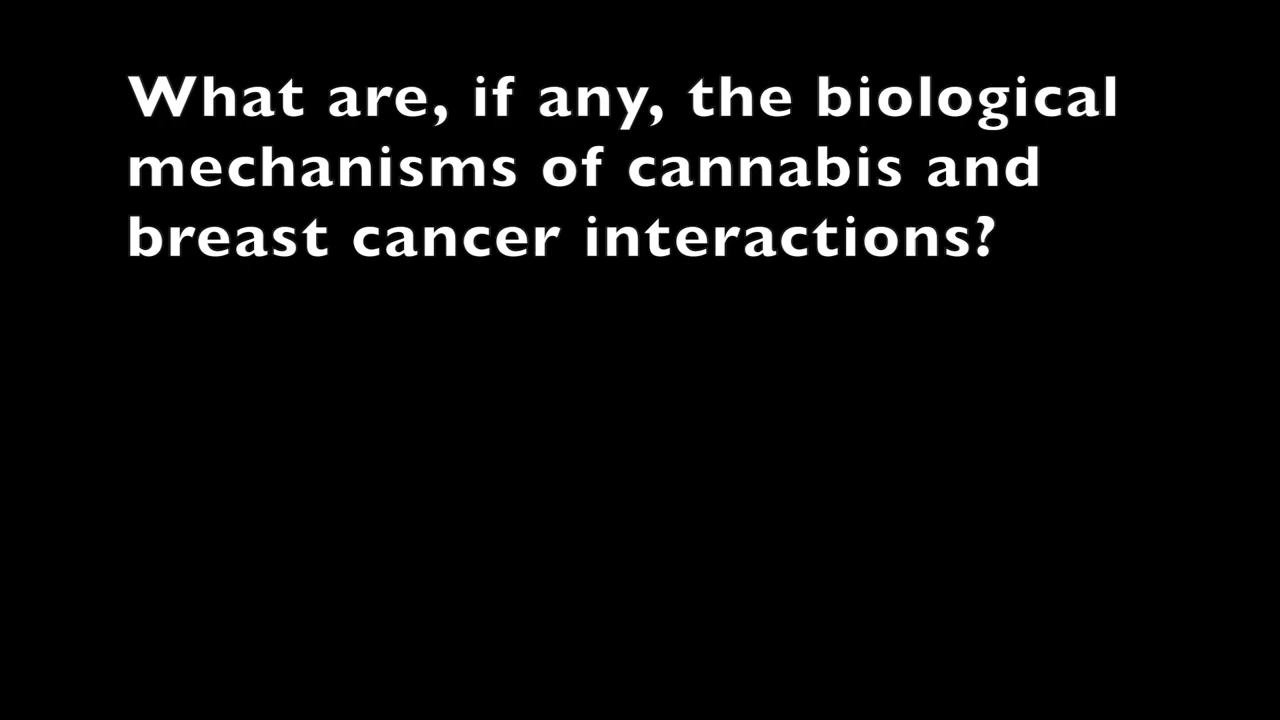 What are, if any, the biological
mechanisms of cannabis and
breast cancer interactions?